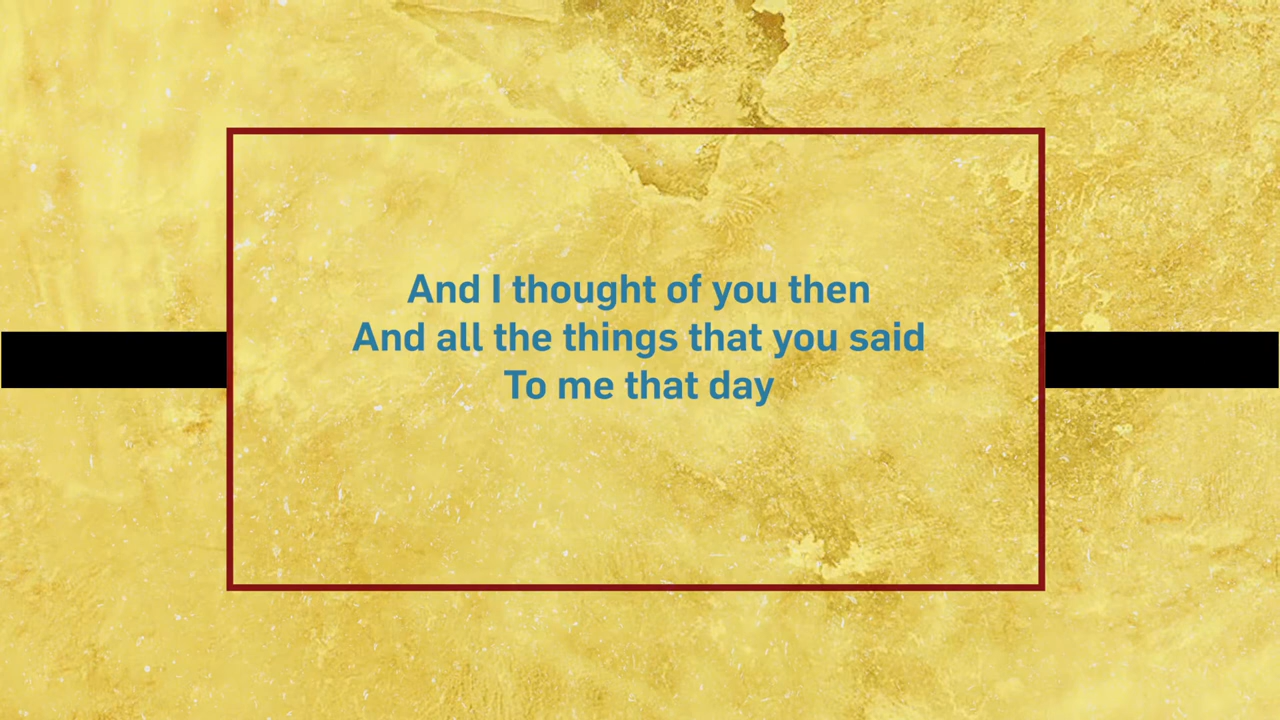 And I thought of you then
And all the things that you said
To me that day